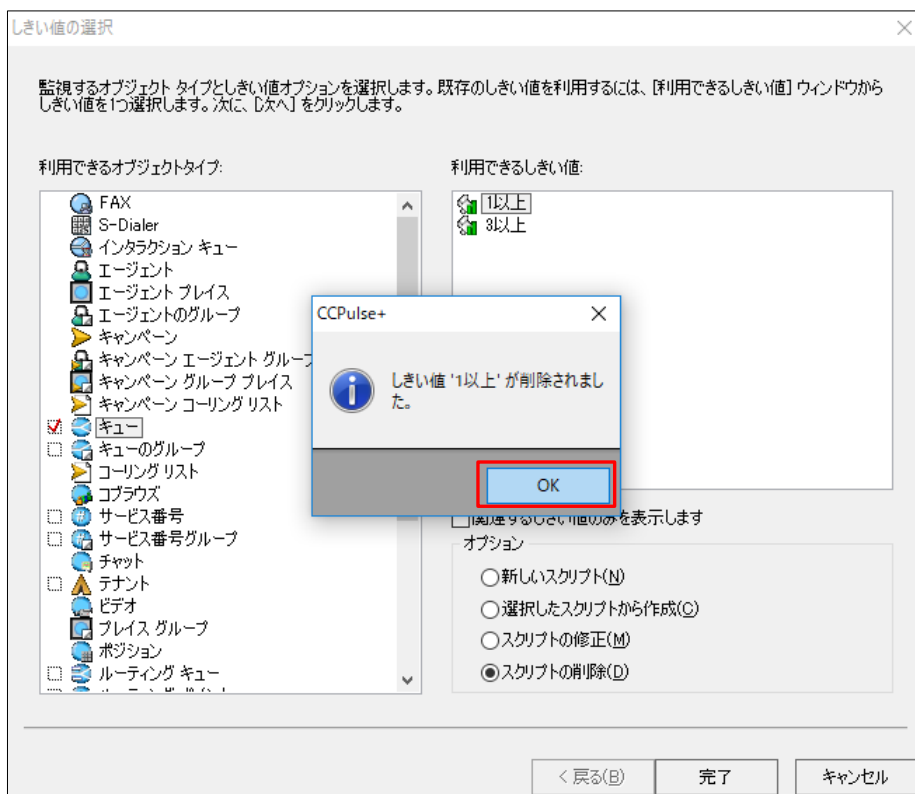 しきい値の選択
監視するオブジェクト タイプとしきい値オプションを選択します。既存のしきい値を利用するには、[利用できるしきい値] ウィンドウから
しきい値を1つ選択します。次に、[次へ] をクリックします。
利用できるオブジェクトタイプ:
FAX
S-Dialer
インタラクション キュー
エージェント
エージェント プレイス
エージェントのグループ
キャンペーン
キャンペーン エージェント グループ
キャンペーン グループ プレイス
キャンペーン コーリング リスト
キュー
キューのグループ
コーリング リスト
コブラウズ
サービス番号
サービス番号グループ
チャット
テナント
ビデオ
プレイス グループ
ポジション
ルーティング キュー
利用できるしきい値:
1以上
3以上
CCPulse+
しきい値 '1以上' が削除されまし
た。
OK
関連するしきい値のみを表示します
オプション
新しいスクリプト(N)
選択したスクリプトから作成(C)
スクリプトの修正(M)
スクリプトの削除(D)
< 戻る(B)
完了
キャンセル